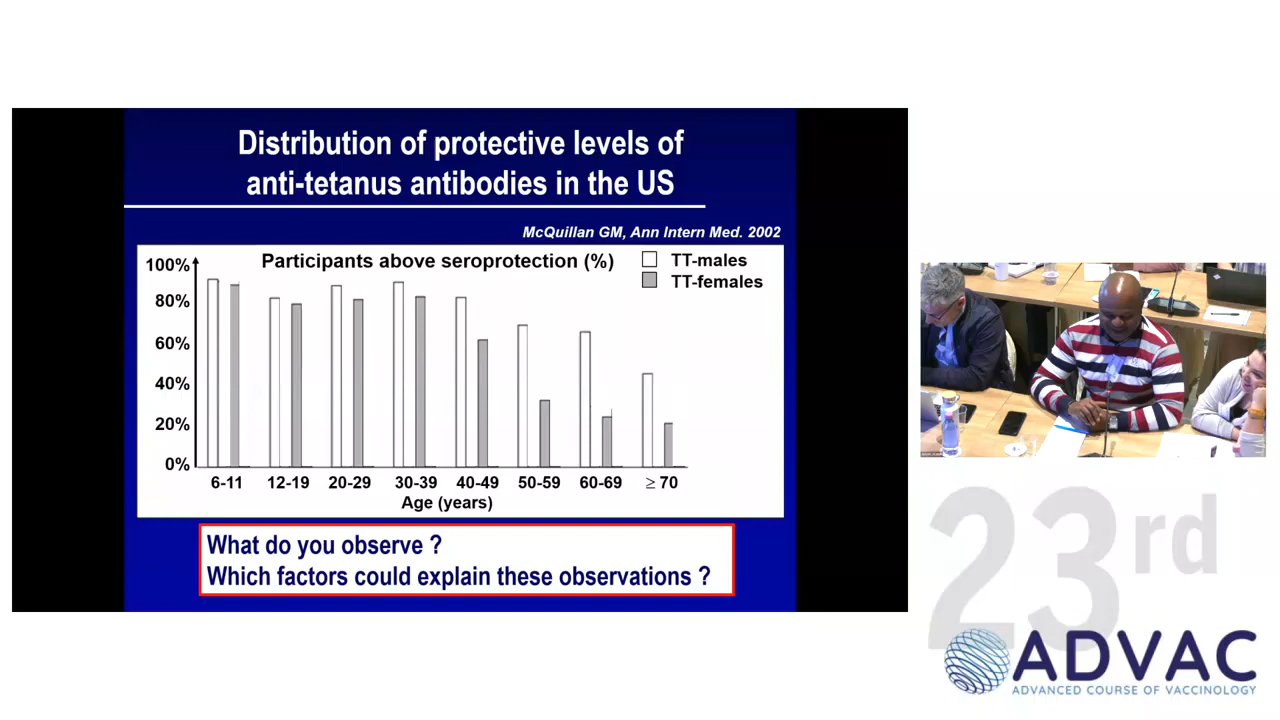 Distribution of protective levels of
anti-tetanus antibodies in the US
McQuillan GM, Ann Intern Med. 2002
Participants above seroprotection (%)
TT-males
TT-females
100%
80%
60%
40%
20%
0%
6-11 12-19 20-29 30-39 40-49 50-59 60-69 ≥ 70
Age (years)
What do you observe ?
Which factors could explain these observations ?
23rd
ADVAC
ADVANCED COURSE OF VACCINOLOGY